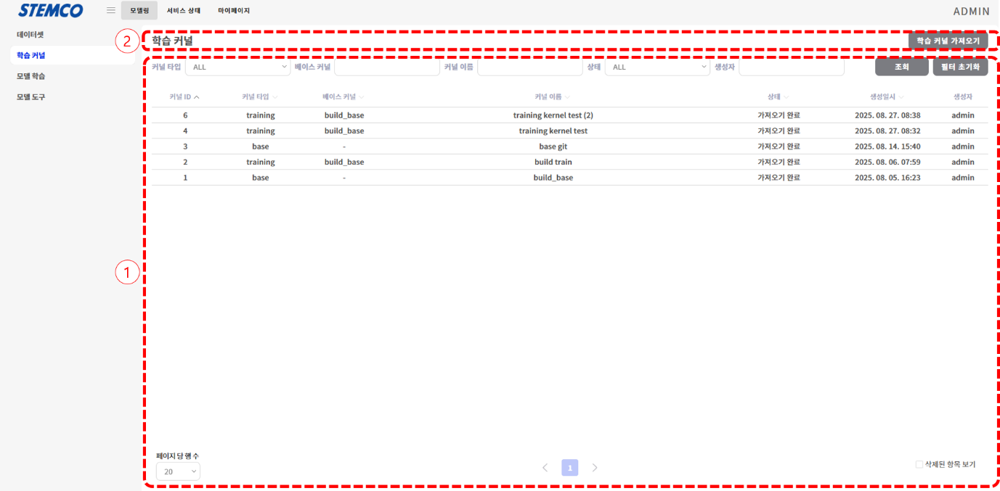 STEMCO 모델링 서비스 상태 마이페이지 ADMIN
데이터셋
학습 커널
모델 학습
모델 도구
② 학습 커널 학습 커널 가져오기
커널 타입 ALL 베이스 커널 커널 이름 상태 ALL 생성자 조회 필터 초기화
커널 ID 커널 타입 베이스 커널 커널 이름 상태 생성일시 생성자
6 training build_base training kernel test (2) 가져오기 완료 2025. 08. 27. 08:38 admin
4 training build_base training kernel test 가져오기 완료 2025. 08. 27. 08:32 admin
3 base - base git 가져오기 완료 2025. 08. 14. 15:40 admin
2 training build_base build train 가져오기 완료 2025. 08. 06. 07:59 admin
1 base - build_base 가져오기 완료 2025. 08. 05. 16:23 admin
①
페이지 당 행 수
20 1 삭제된 항목 보기